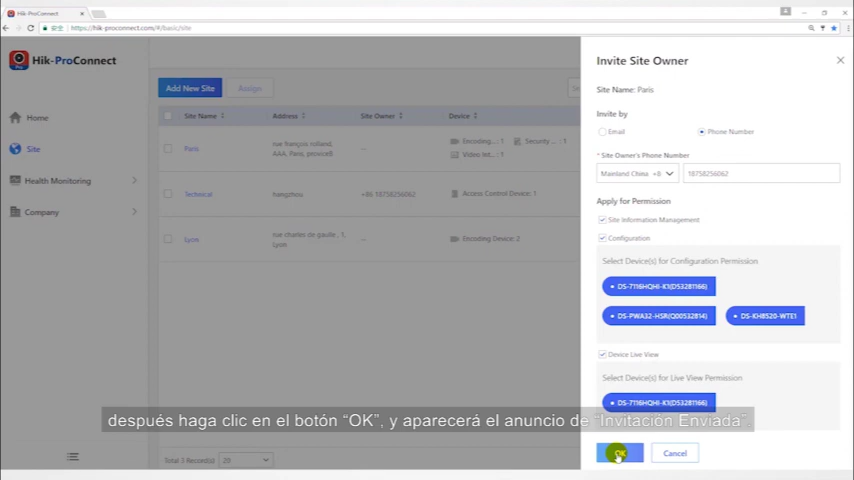 Hik-ProConnect
https://hik-proconnect.com/#/basic/site
Hik-ProConnect
Home
Site
Health Monitoring
Company
Add New Site
Assign
Site Name
Address
Site Owner
Device
Paris
rue françois rolland,
AAA, Paris, proviceB
--
Encoding... : 1
Security ... : 1
Video Int... : 1
Technical
hangzhou
+86 18758256062
Access Control Device: 1
Lyon
rue charles de gaulle , 1,
Lyon
--
Encoding Device: 2
Total 3 Record(s)
20
Invite Site Owner
Site Name: Paris
Invite by
Email
Phone Number
* Site Owner's Phone Number
Mainland China +8
18758256062
Apply for Permission
Site Information Management
Configuration
Select Device(s) for Configuration Permission
DS-7116HQHI-K1(D53281166)
DS-PWA32-HSR(Q00532814)
DS-KH8520-WTE1
Device Live View
Select Device(s) for Live View Permission
DS-7116HQHI-K1(D53281166)
después haga clic en el botón “OK”, y aparecerá el anuncio de “Invitación Enviada”.
OK
Cancel